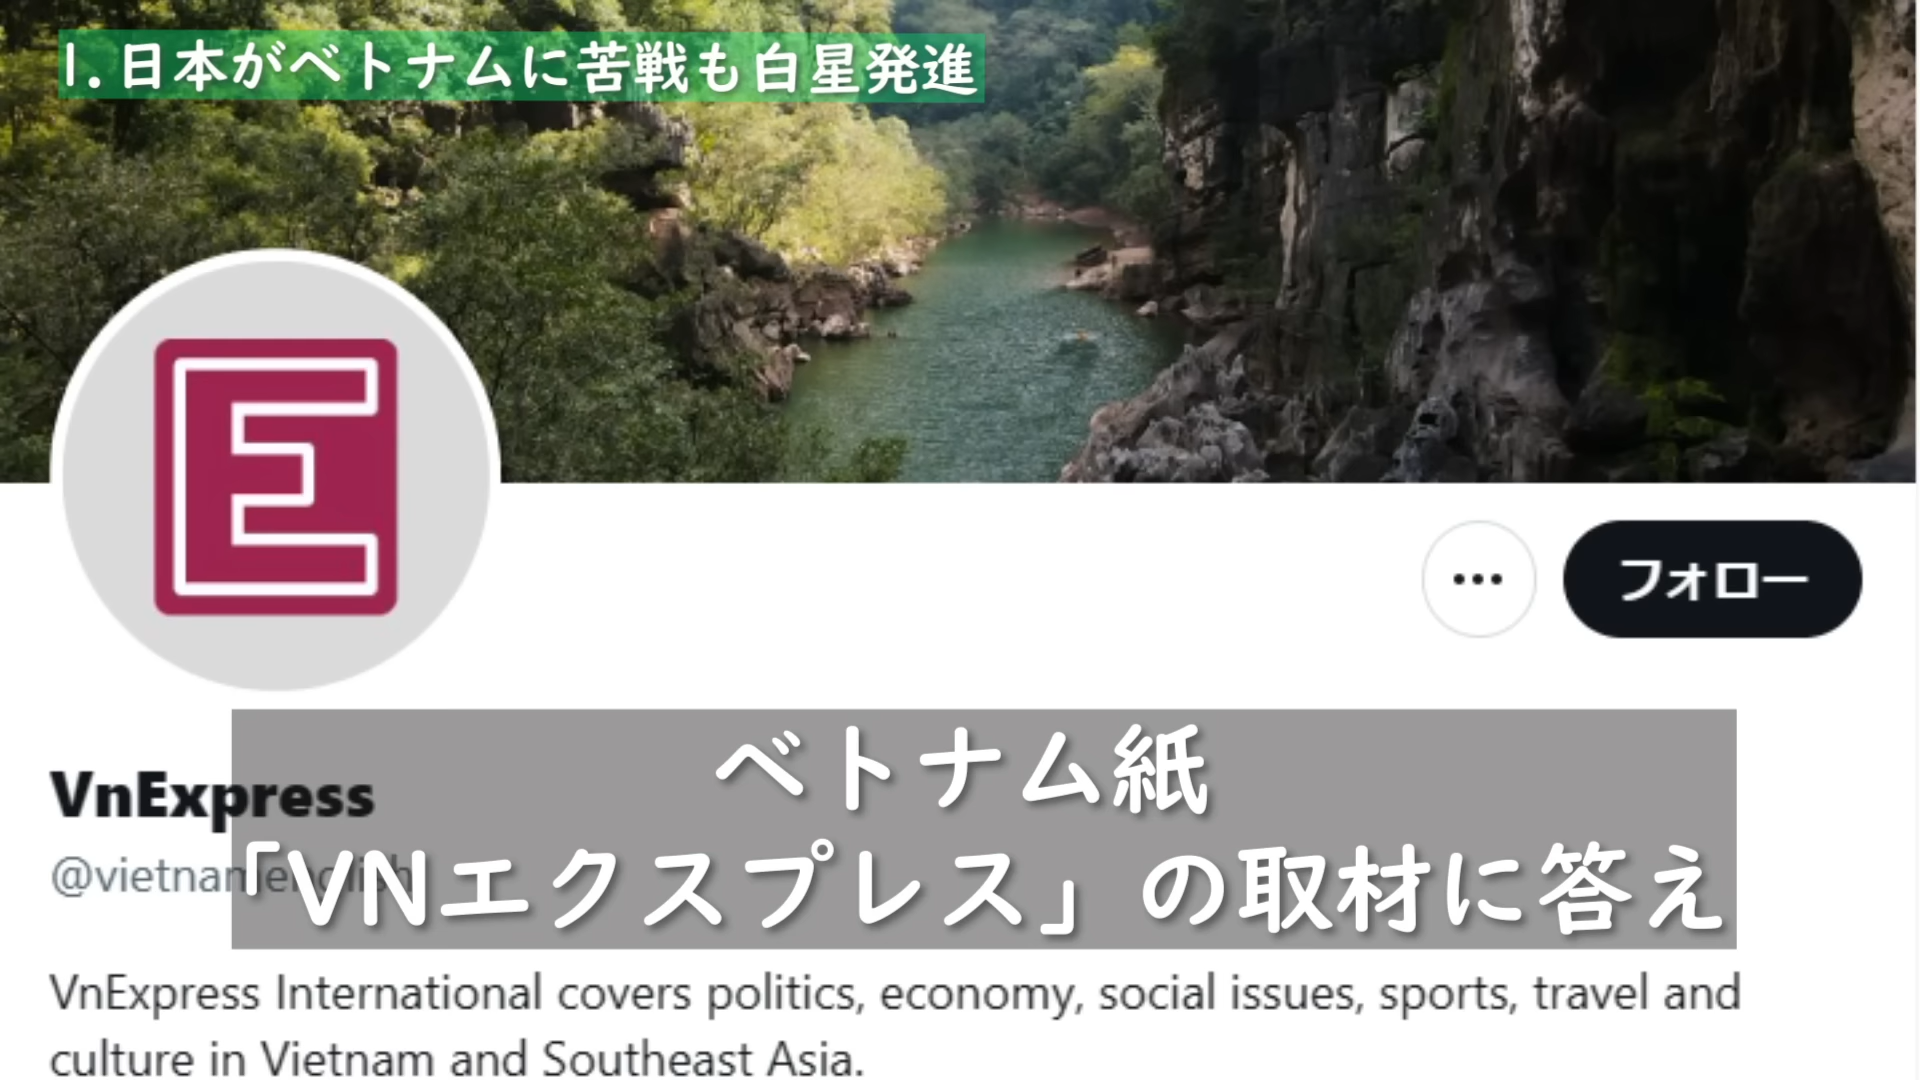 1.日本がベトナムに苦戦も白星発進
E
フォロー
VnExpress
@vietnamenglish
ベトナム紙
「VNエクスプレス」の取材に答え
VnExpress International covers politics, economy, social issues, sports, travel and
culture in Vietnam and Southeast Asia.